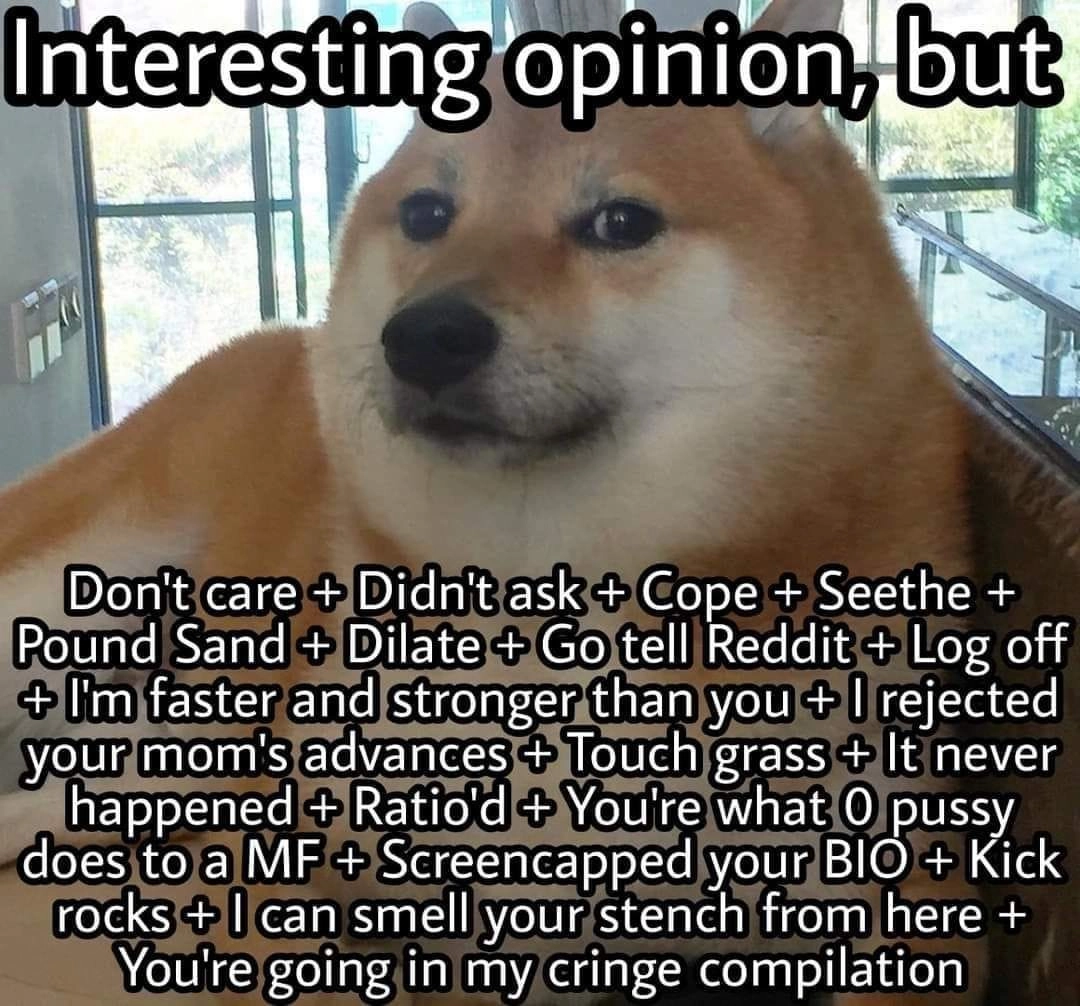 Interesting opinion, but
Don't care + Didn't ask + Cope + Seethe +
Pound Sand + Dilate + Go tell Reddit + Log off
+ I'm faster and stronger than you + I rejected
your mom's advances + Touch grass + It never
happened + Ratio'd + You're what 0 pussy
does to a MF + Screencapped your BIO + Kick
rocks + I can smell your stench from here +
You're going in my cringe compilation